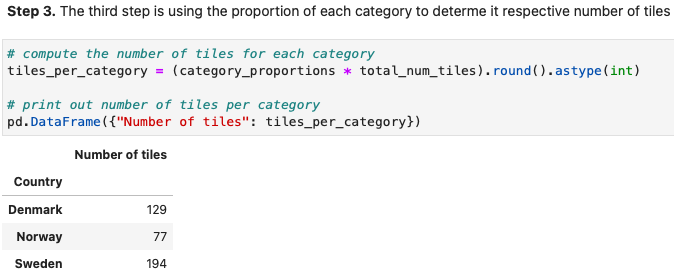 Step 3. The third step is using the proportion of each category to determe it respective number of tiles
# compute the number of tiles for each category
tiles_per_category = (category_proportions * total_num_tiles).round().astype(int)
# print out number of tiles per category
pd.DataFrame({"Number of tiles": tiles_per_category})
Number of tiles
Country
Denmark 129
Norway 77
Sweden 194